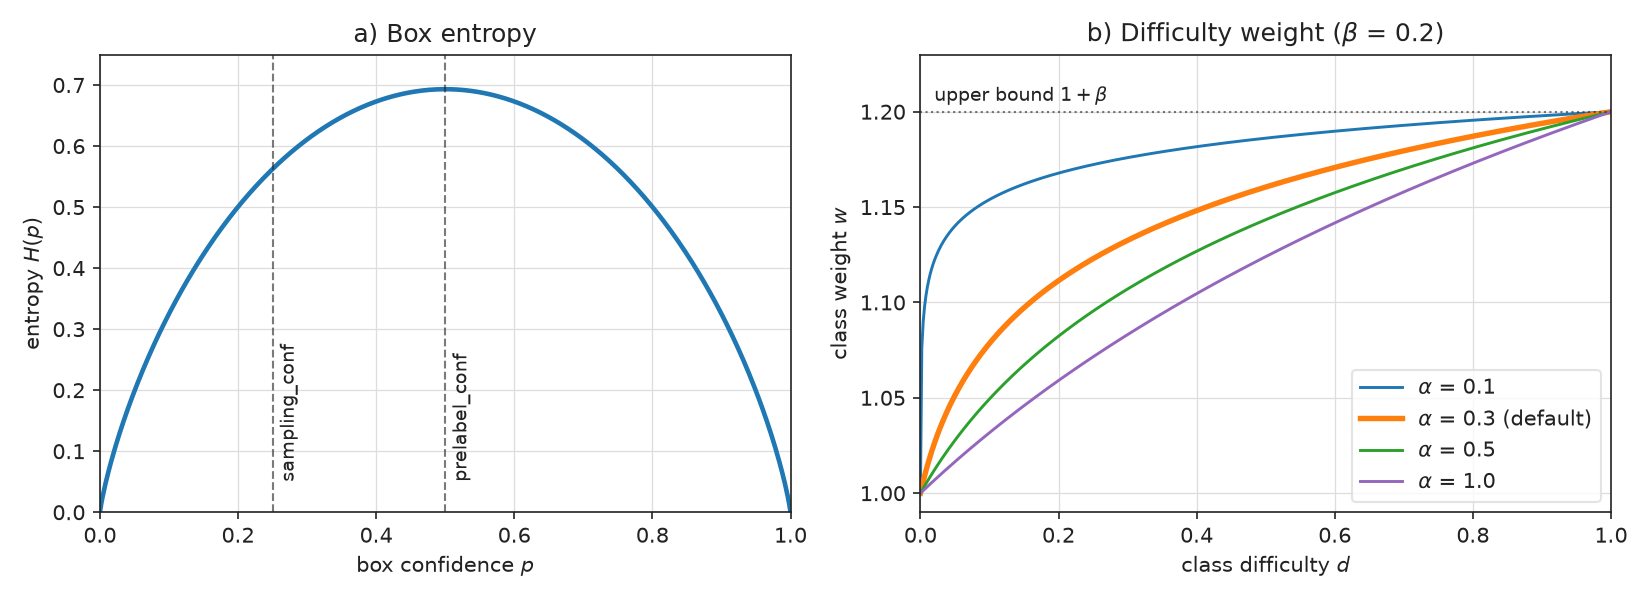 a) Box entropy
0.7
0.6
0.5
0.4
0.3
0.2
0.1
0.0
entropy H(p)
sampling_conf
prelabel_conf
0.0 0.2 0.4 0.6 0.8 1.0
box confidence p
b) Difficulty weight (β = 0.2)
upper bound 1 + β
1.20
1.15
1.10
1.05
1.00
class weight w
α = 0.1
α = 0.3 (default)
α = 0.5
α = 1.0
0.0 0.2 0.4 0.6 0.8 1.0
class difficulty d